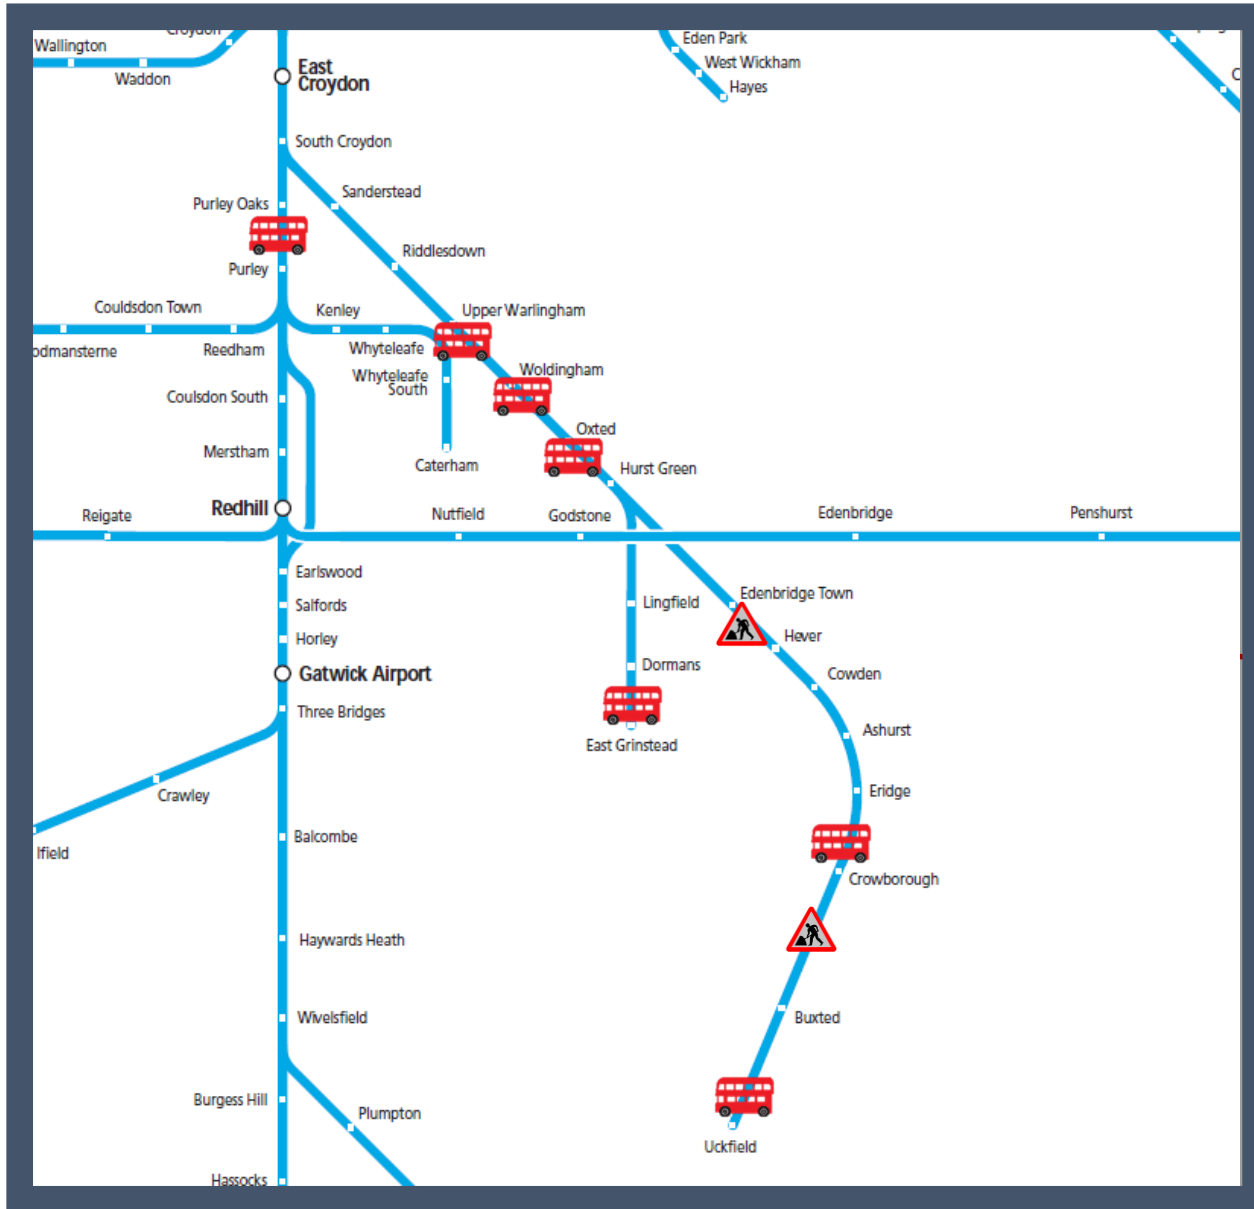 Croydon
Wallington
Waddon
East
Croydon
Eden Park
West Wickham
Hayes
South Croydon
Sanderstead
Purley Oaks
Riddlesdown
Purley
Couldsdon Town
Kenley
Upper Warlingham
odmansterne
Reedham
Whyteleafe
Whyteleafe
South
Woldingham
Coulsdon South
Oxted
Merstham
Caterham
Hurst Green
Redhill
Reigate
Nutfield
Godstone
Edenbridge
Penshurst
Earlswood
Salfords
Lingfield
Edenbridge Town
Horley
Hever
Gatwick Airport
Dormans
Cowden
Three Bridges
Ashurst
East Grinstead
Crawley
Eridge
Balcombe
Ifield
Crowborough
Haywards Heath
Wivelsfield
Buxted
Burgess Hill
Plumpton
Uckfield
Hassocks